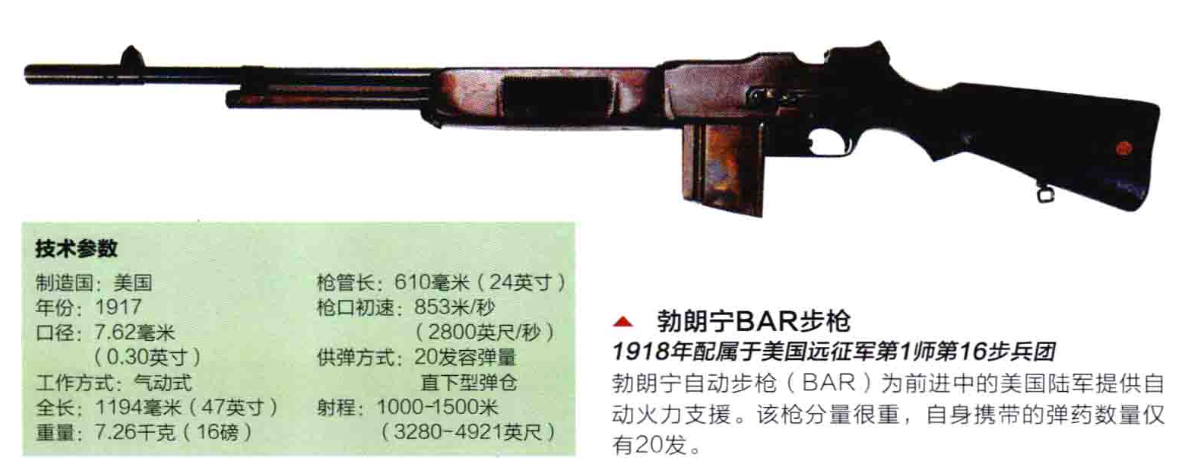 技术参数
制造国：美国
年份：1917
口径：7.62毫米
（0.30英寸）
工作方式：气动式
全长：1194毫米（47英寸）
重量：7.26千克（16磅）
枪管长：610毫米（24英寸）
枪口初速：853米/秒
（2800英尺/秒）
供弹方式：20发容弹量
直下型弹仓
射程：1000-1500米
（3280-4921英尺）
▲ 勃朗宁BAR步枪
1918年配属于美国远征军第1师第16步兵团
勃朗宁自动步枪（BAR）为前进中的美国陆军提供自
动火力支援。该枪分量很重，自身携带的弹药数量仅
有20发。